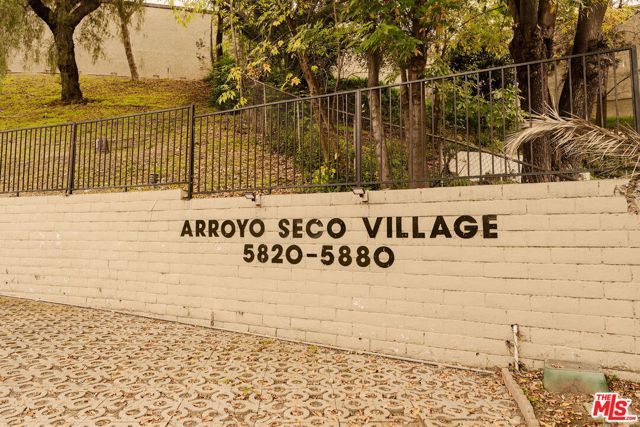 ARROYO SECO VILLAGE
5820-5880
THE
MLS